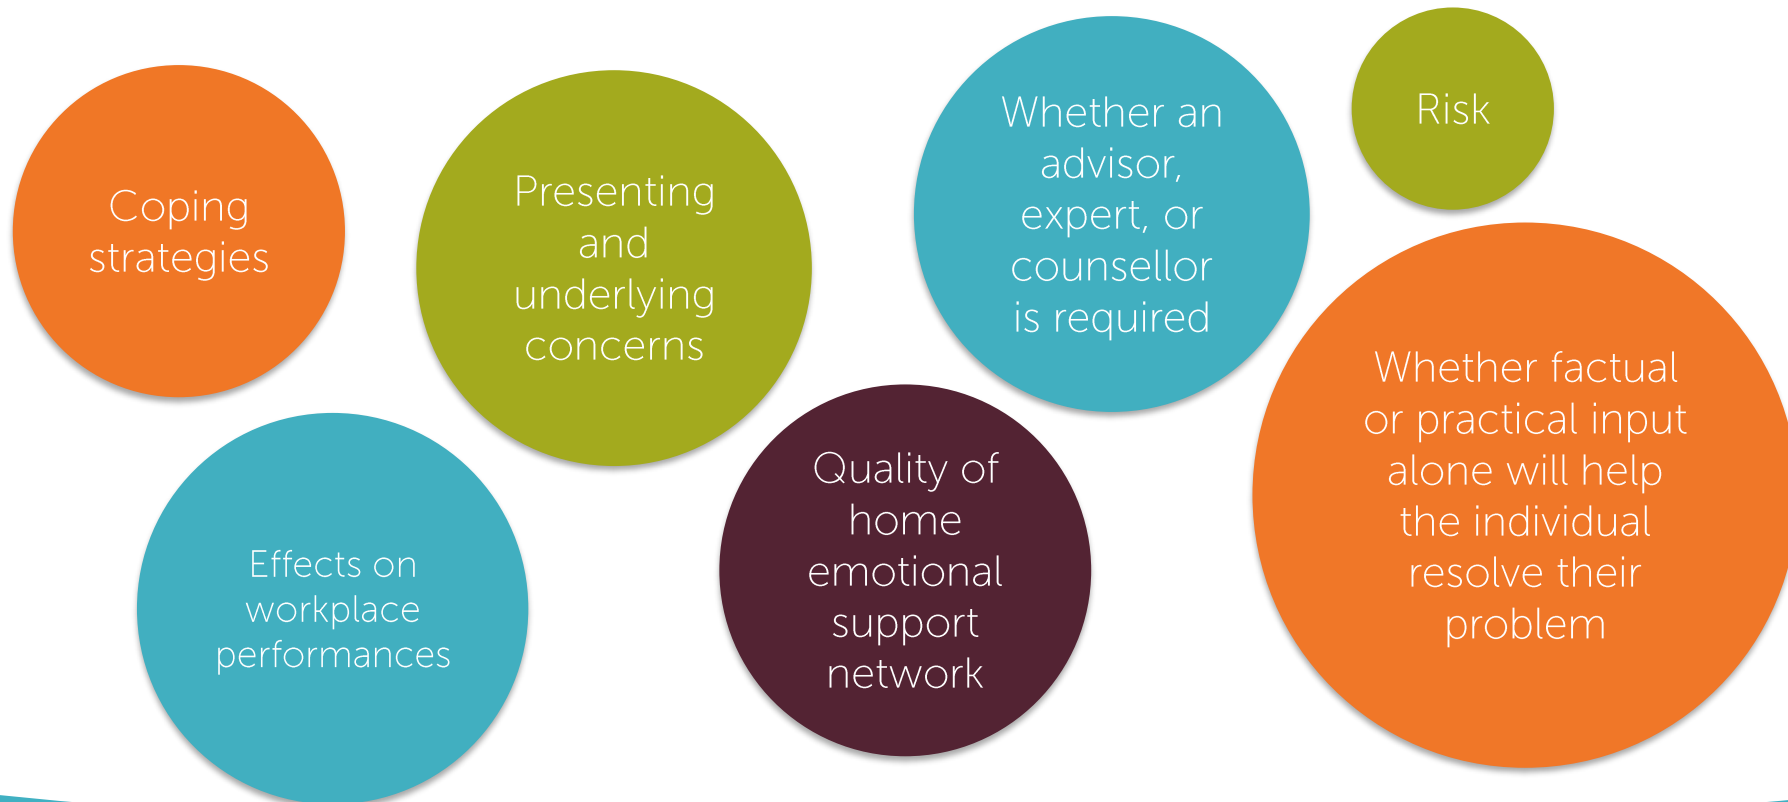 Coping
strategies
Presenting
and
underlying
concerns
Whether an
advisor,
expert, or
counsellor
is required
Risk
Effects on
workplace
performances
Quality of
home
emotional
support
network
Whether factual
or practical input
alone will help
the individual
resolve their
problem